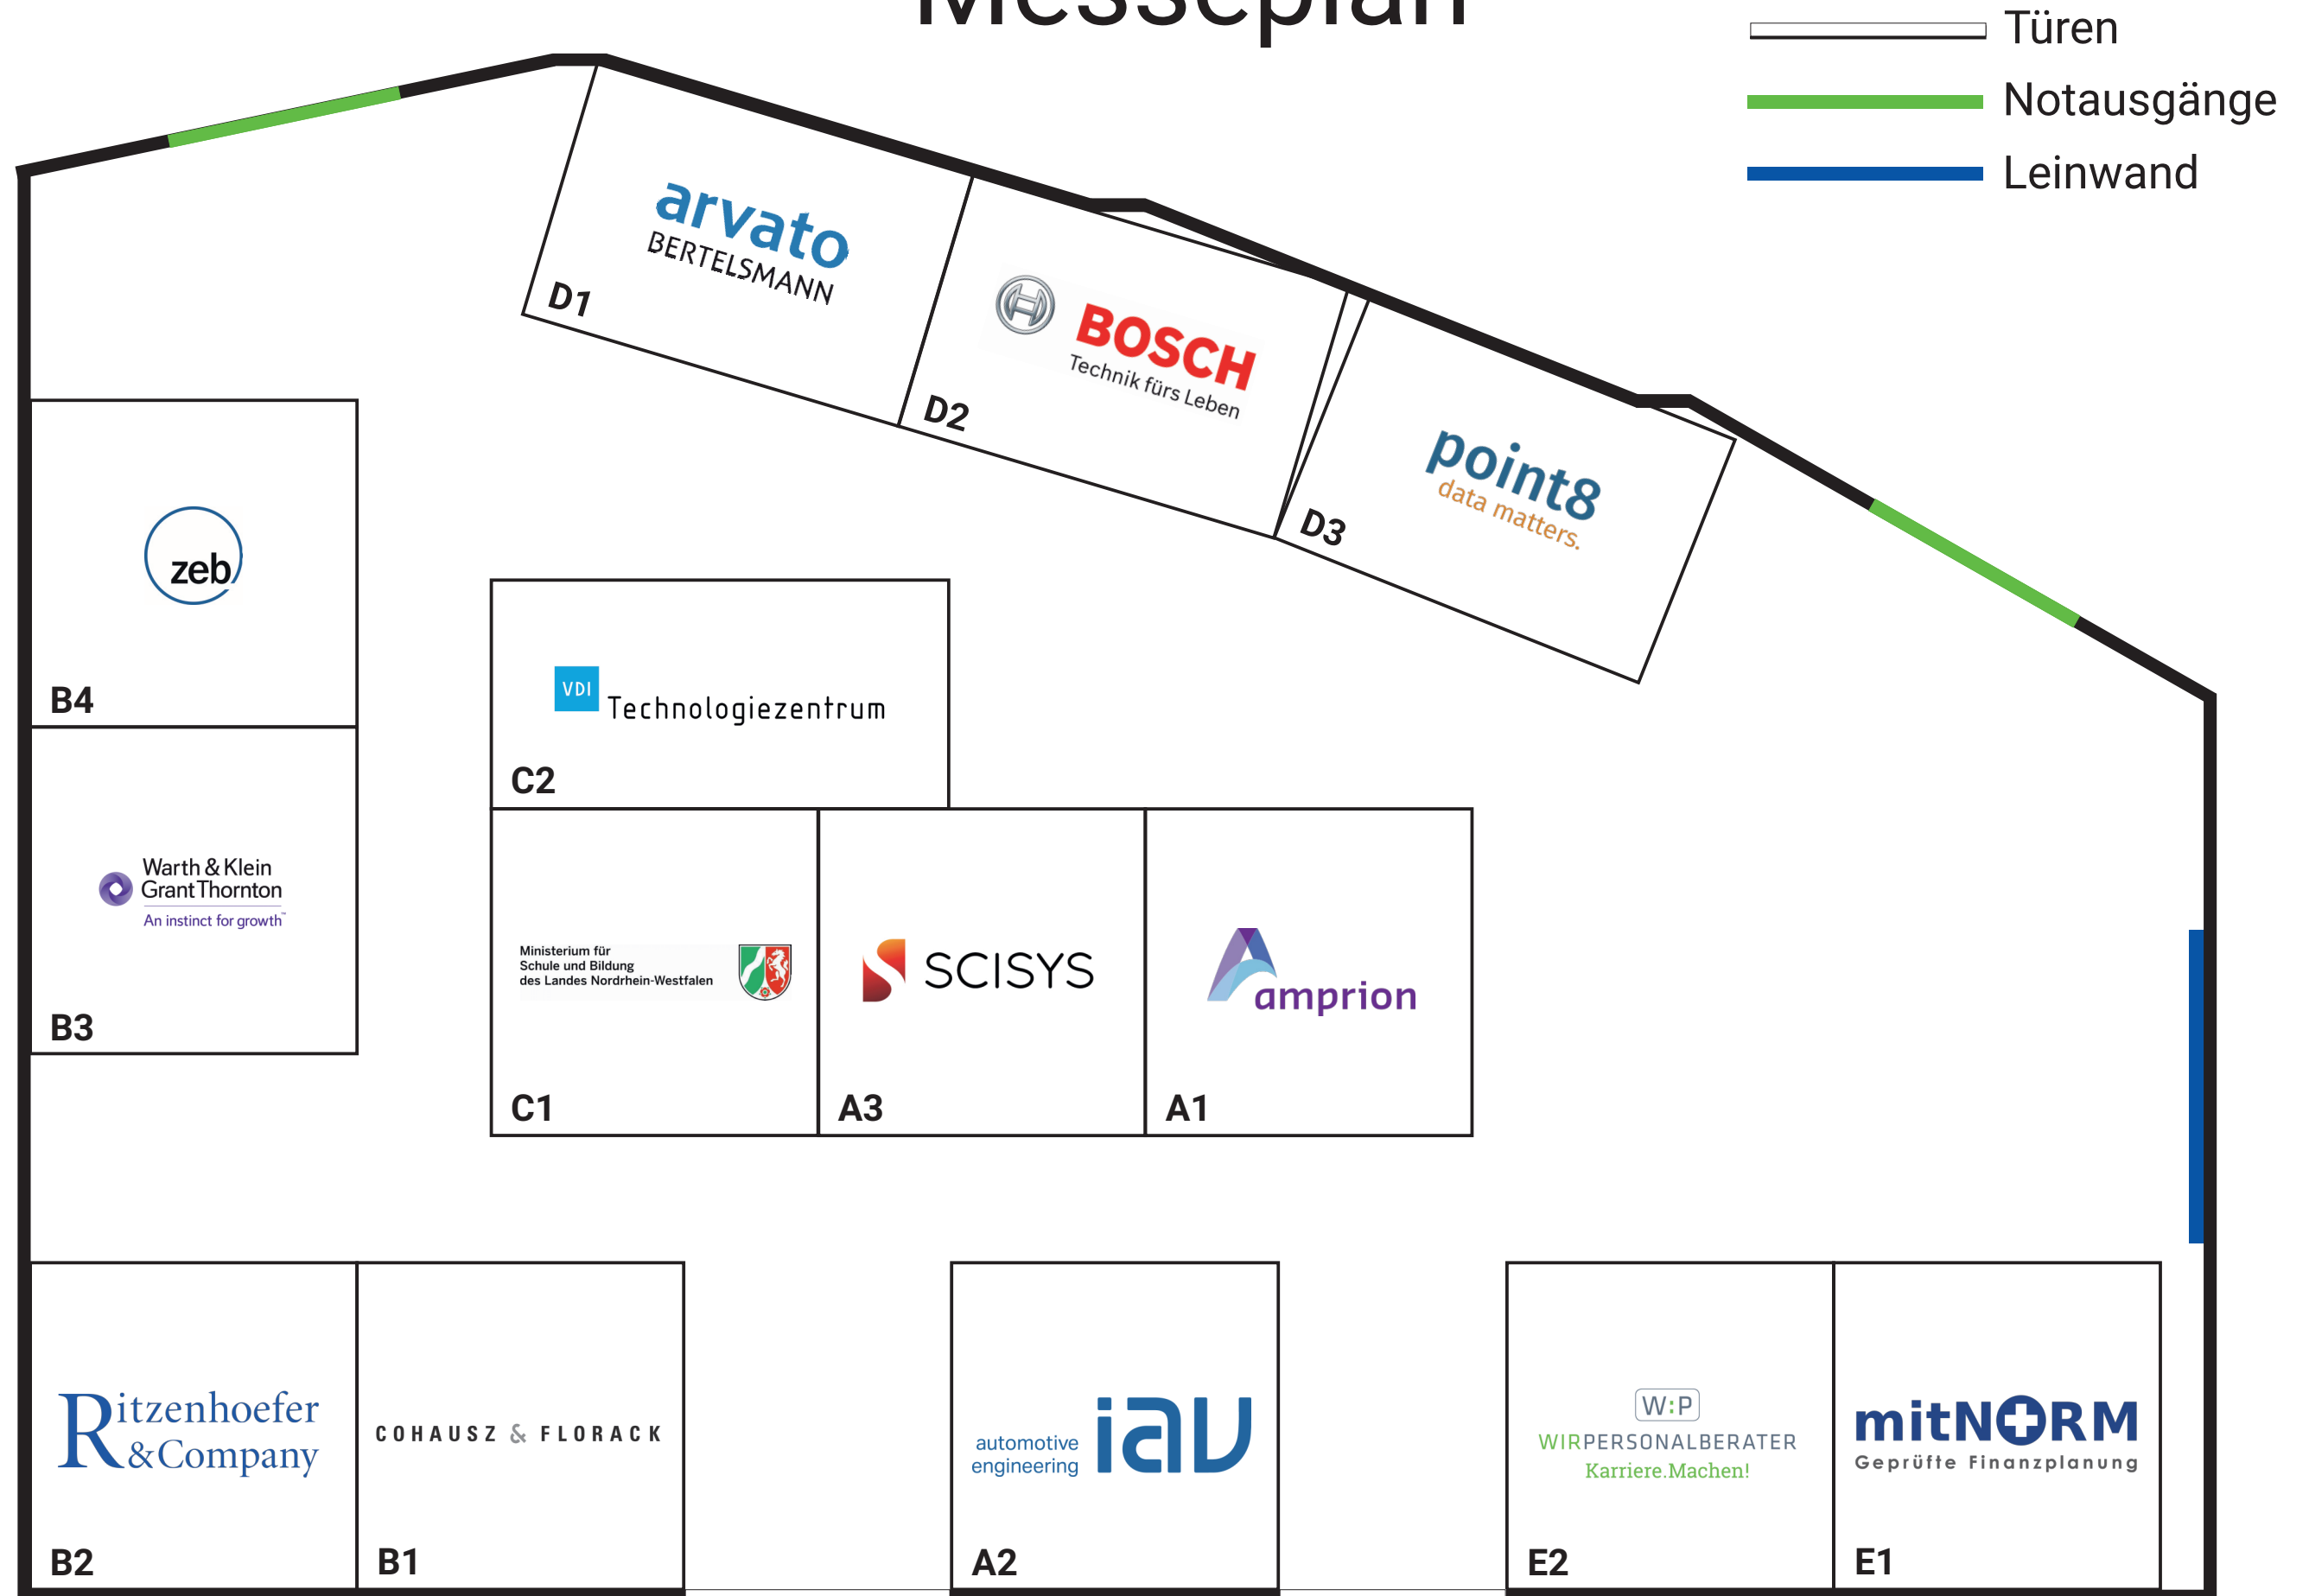 Messeplan
Türen
Notausgänge
Leinwand
arvato
BERTELSMANN
D1
BOSCH
Technik fürs Leben
D2
point8
data matters.
D3
zeb
B4
VDI
Technologiezentrum
C2
Warth & Klein
Grant Thornton
An instinct for growth™
B3
Ministerium für
Schule und Bildung
des Landes Nordrhein-Westfalen
C1
SCISYS
A3
amprion
A1
Ritzenhoefer
&Company
B2
COHAUSZ & FLORACK
B1
automotive
engineering
iav
A2
W:P
WIRPERSONALBERATER
Karriere.Machen!
E2
mitNORM
Geprüfte Finanzplanung
E1